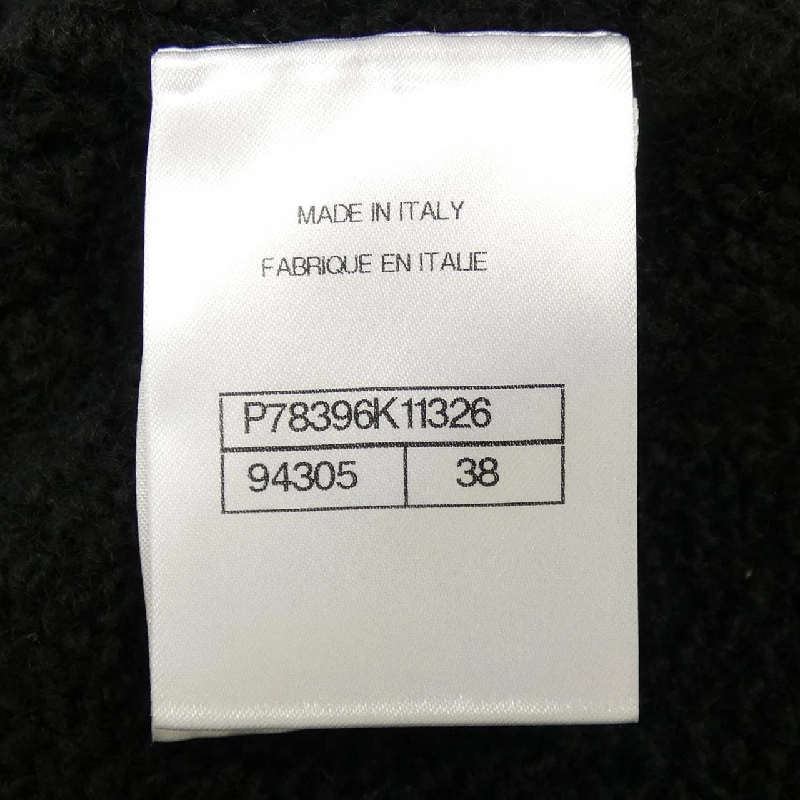 MADE IN ITALY
FABRIQUE EN ITALIE
P78396K11326
94305 38